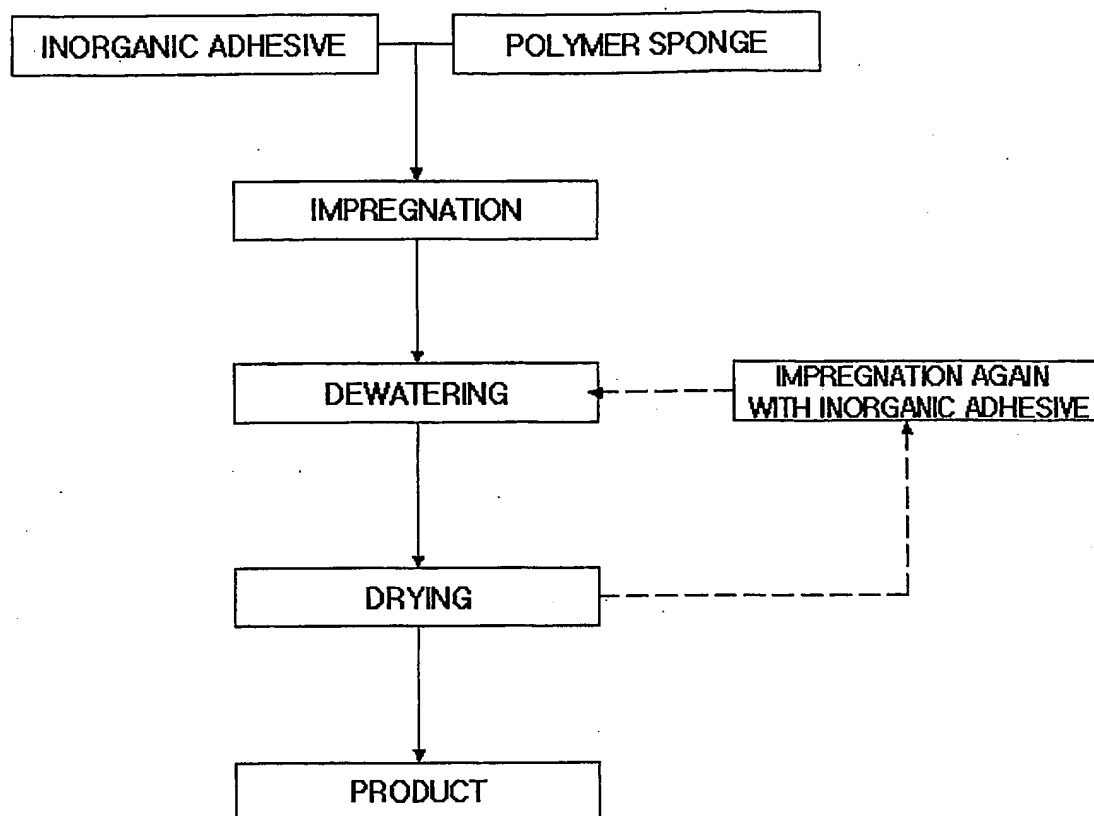 INORGANIC ADHESIVE
POLYMER SPONGE
IMPREGNATION
DEWATERING
IMPREGNATION AGAIN
WITH INORGANIC ADHESIVE
DRYING
PRODUCT